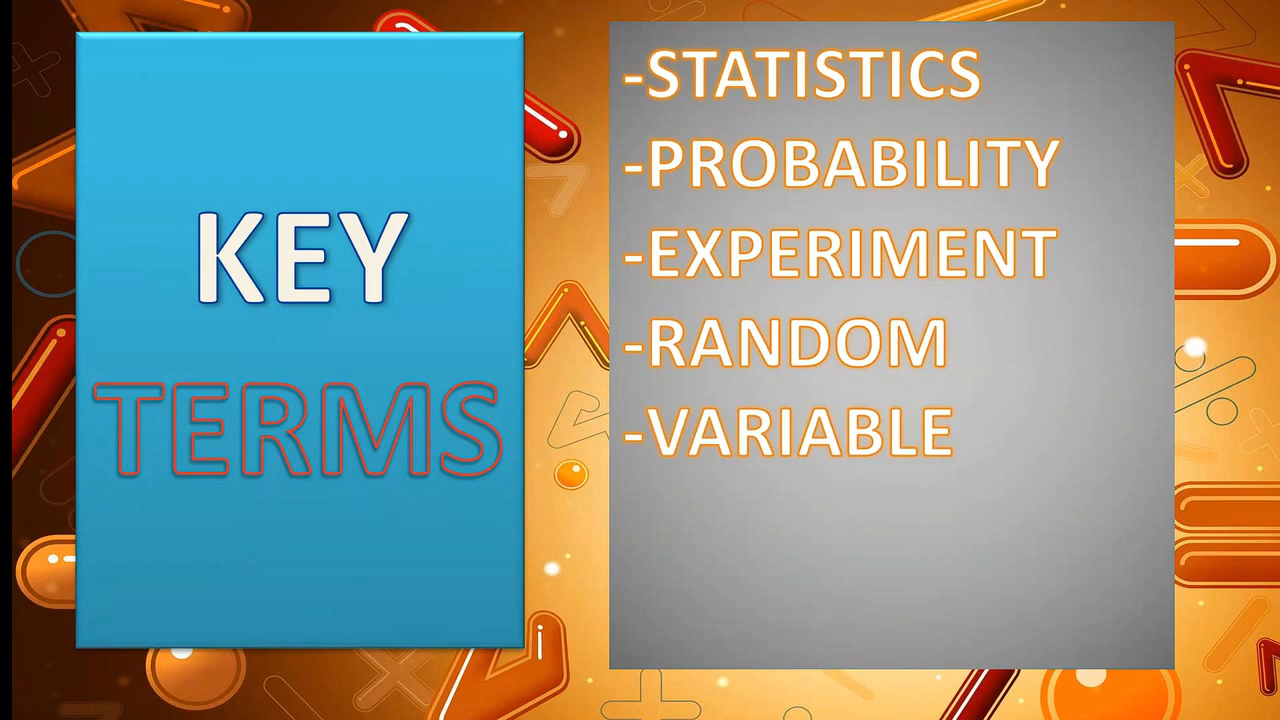 KEY
TERMS
-STATISTICS
-PROBABILITY
-EXPERIMENT
-RANDOM
-VARIABLE